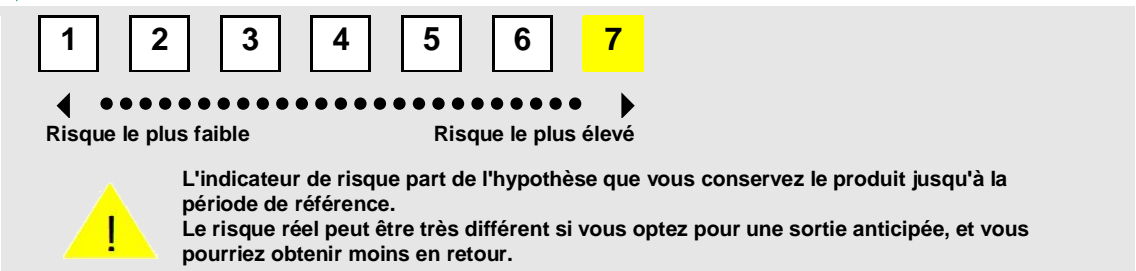 1 2 3 4 5 6 7
Risque le plus faible Risque le plus élevé
L'indicateur de risque part de l'hypothèse que vous conservez le produit jusqu'à la
période de référence.
Le risque réel peut être très différent si vous optez pour une sortie anticipée, et vous
pourriez obtenir moins en retour.
!